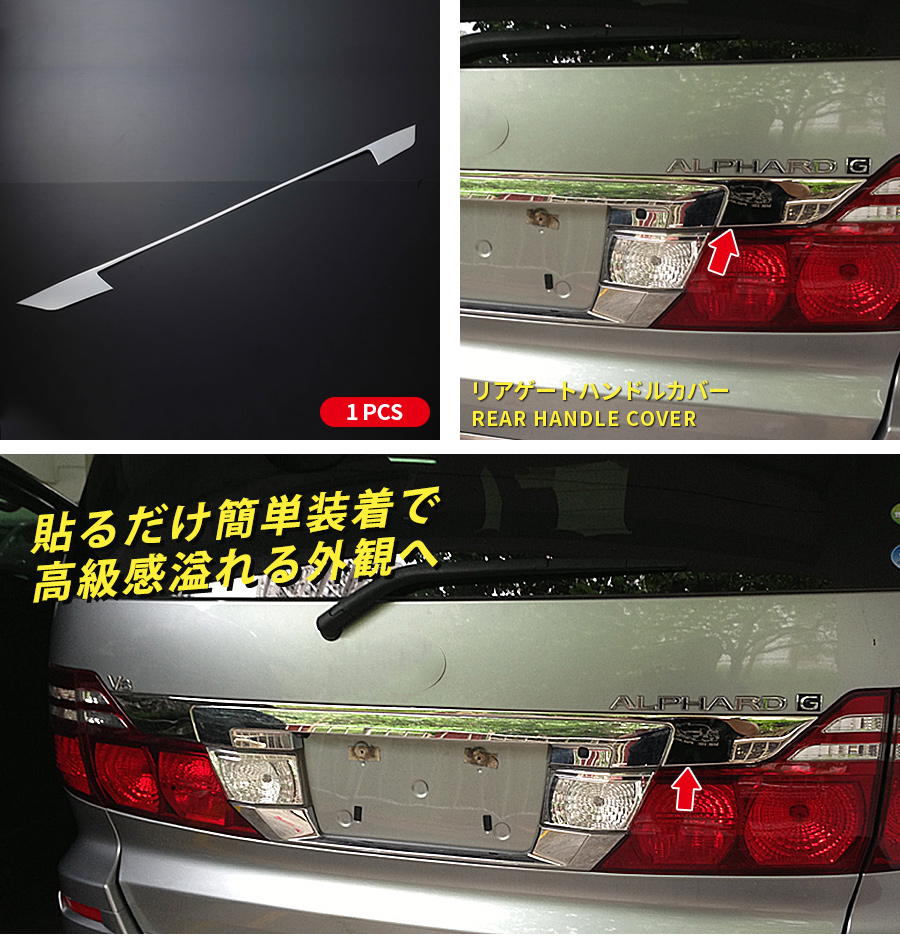 1 PCS
ALPHARD G
リアゲートハンドルカバー
REAR HANDLE COVER
貼るだけ簡単装着で
高級感溢れる外観へ
V6
ALPHARD G